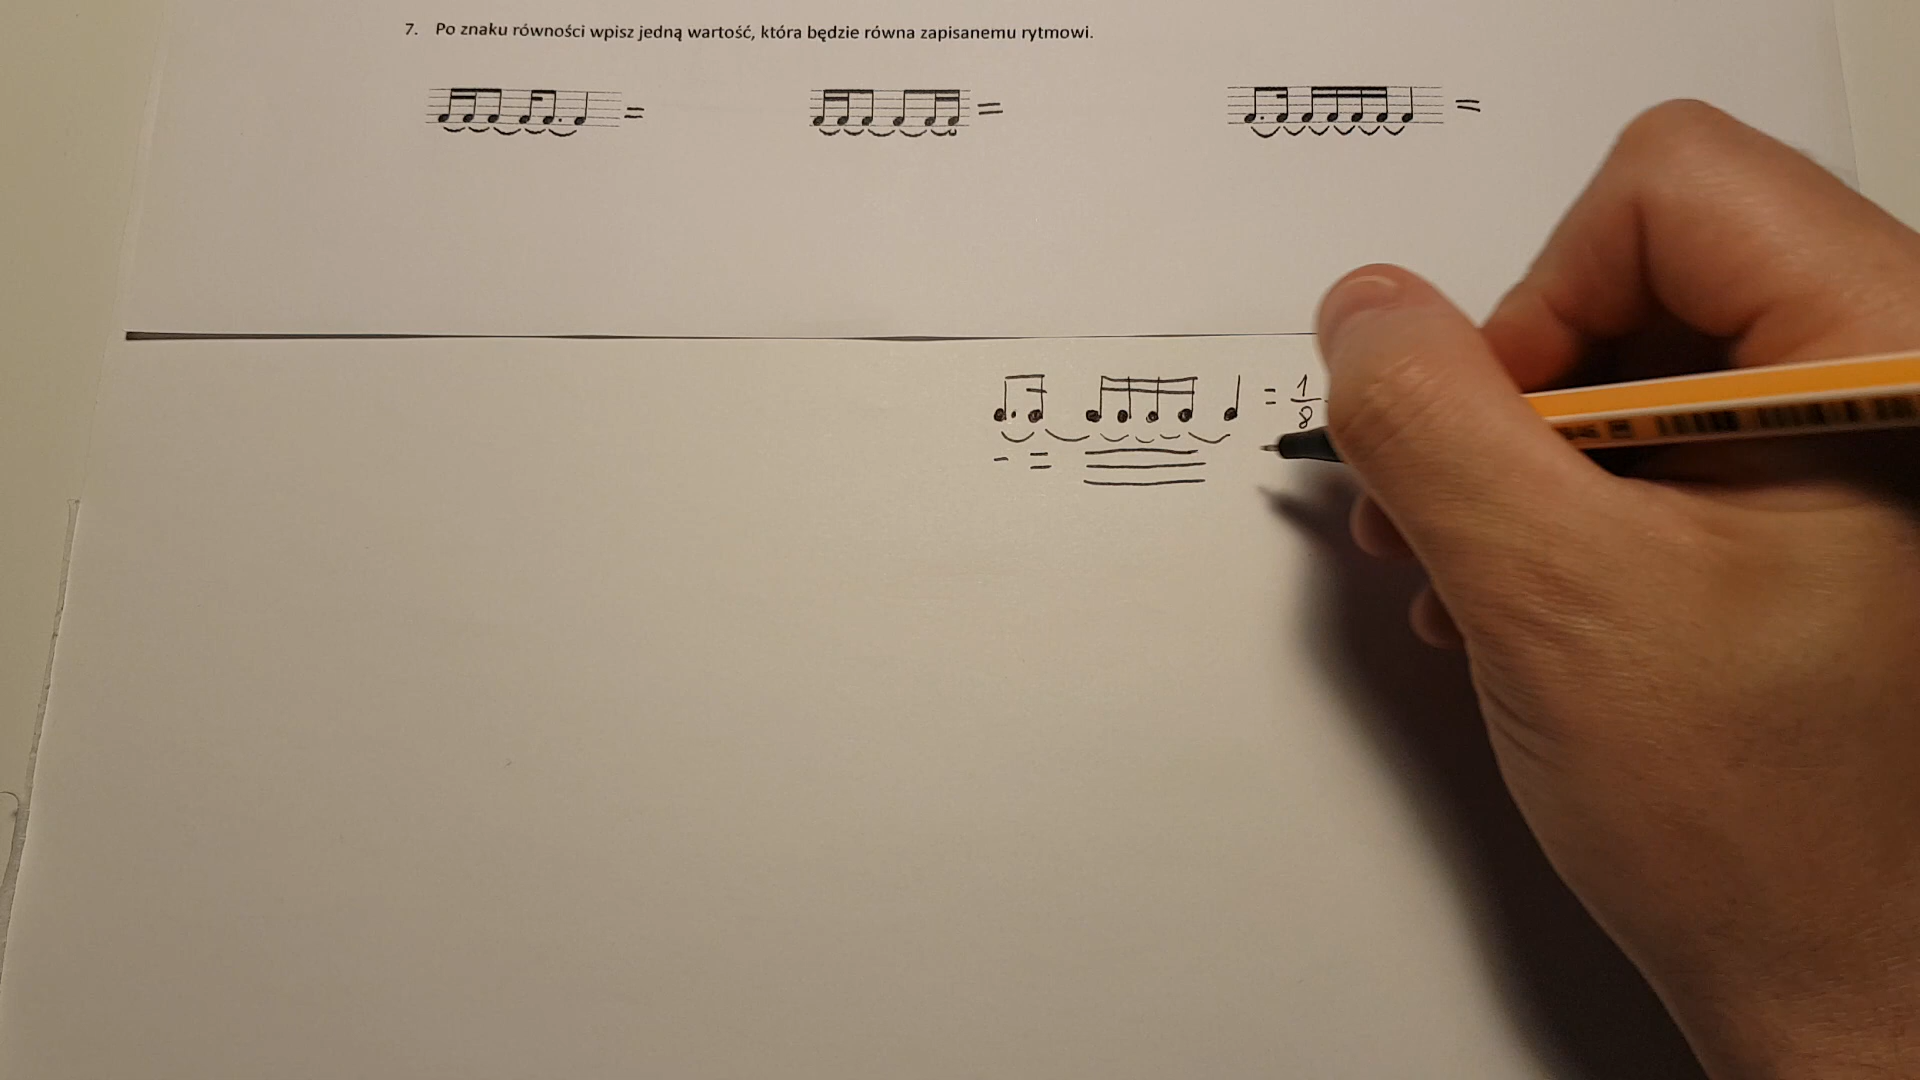 7. Po znaku równości wpisz jedną wartość, która będzie równa zapisanemu rytmowi.
= = =
= 1/8